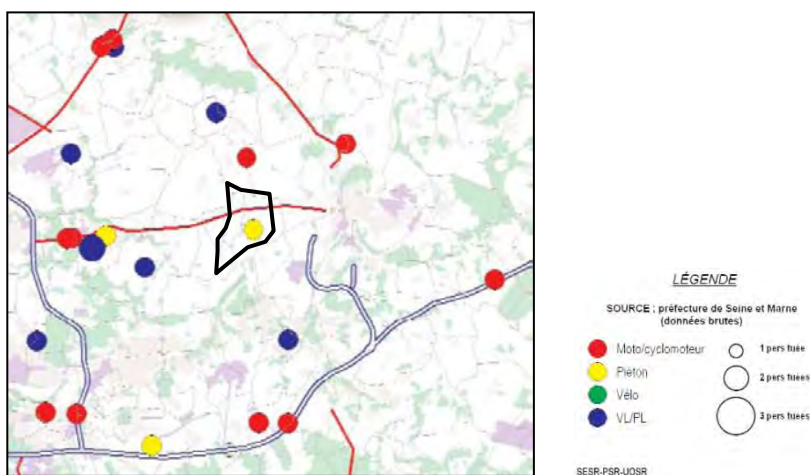 LÉGENDE
SOURCE : préfecture de Seine et Marne
(données brutes)
Moto/cyclomoteur
Piéton
Vélo
VL/PL
1 pers tuée
2 pers tuées
3 pers tuées
SESR-PSR-UOSR